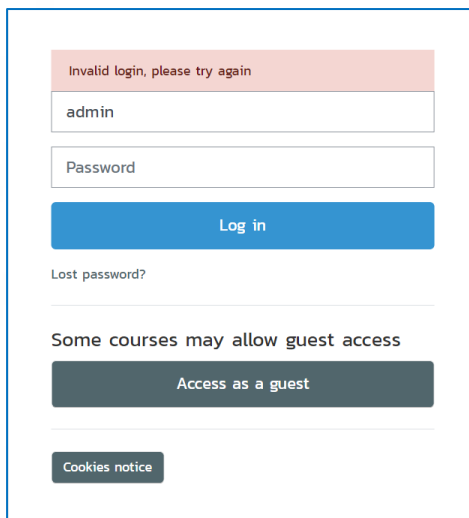 Invalid login, please try again
admin
Password
Log in
Lost password?
Some courses may allow guest access
Access as a guest
Cookies notice